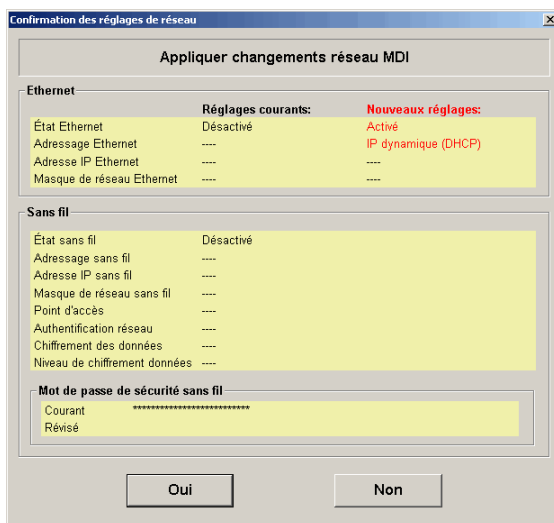 Confirmation des réglages de réseau
Appliquer changements réseau MDI
Ethernet
Réglages courants: Nouveaux réglages:
État Ethernet Désactivé Activé
Adressage Ethernet ---- IP dynamique (DHCP)
Adresse IP Ethernet ---- ----
Masque de réseau Ethernet ---- ----
Sans fil
État sans fil Désactivé
Adressage sans fil ----
Adresse IP sans fil ----
Masque de réseau sans fil ----
Point d'accès ----
Authentification réseau ----
Chiffrement des données ----
Niveau de chiffrement données ----
Mot de passe de sécurité sans fil
Courant **************************
Révisé
Oui Non